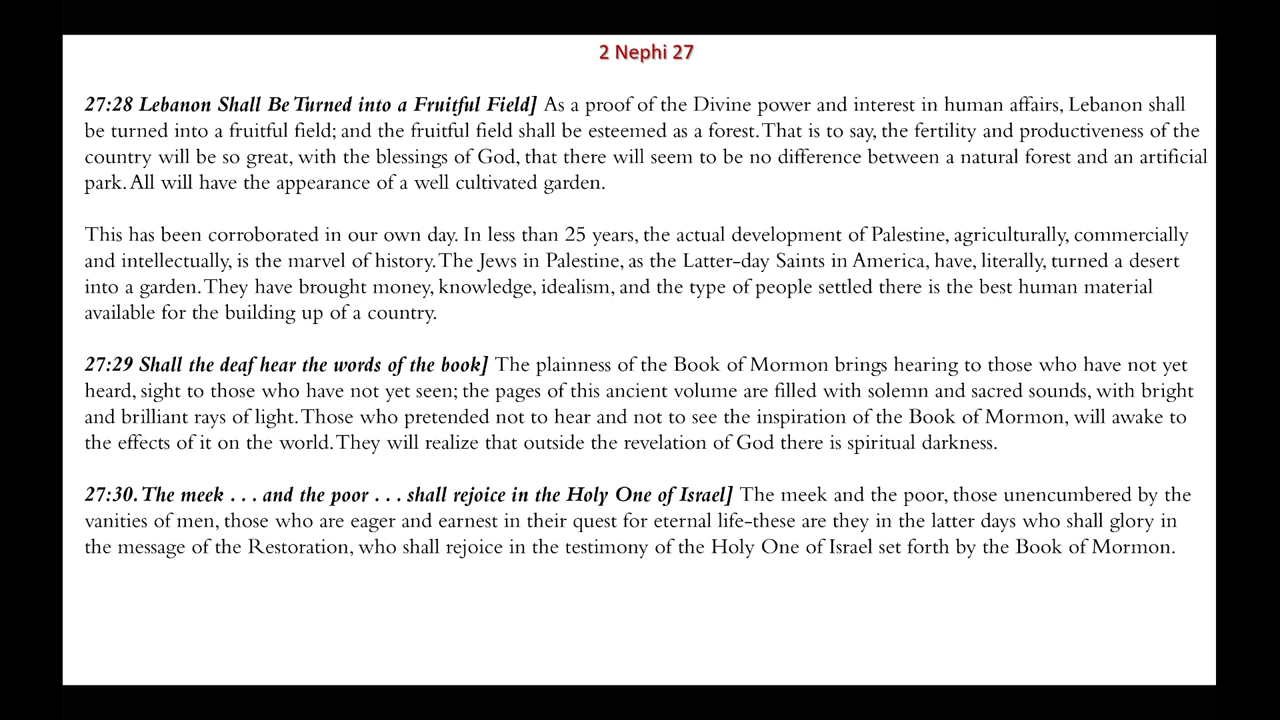 2 Nephi 27
27:28 Lebanon Shall Be Turned into a Fruitful Field] As a proof of the Divine power and interest in human affairs, Lebanon shall
be turned into a fruitful field; and the fruitful field shall be esteemed as a forest. That is to say, the fertility and productiveness of the
country will be so great, with the blessings of God, that there will seem to be no difference between a natural forest and an artificial
park. All will have the appearance of a well cultivated garden.
This has been corroborated in our own day. In less than 25 years, the actual development of Palestine, agriculturally, commercially
and intellectually, is the marvel of history. The Jews in Palestine, as the Latter-day Saints in America, have, literally, turned a desert
into a garden. They have brought money, knowledge, idealism, and the type of people settled there is the best human material
available for the building up of a country.
27:29 Shall the deaf hear the words of the book] The plainness of the Book of Mormon brings hearing to those who have not yet
heard, sight to those who have not yet seen; the pages of this ancient volume are filled with solemn and sacred sounds, with bright
and brilliant rays of light. Those who pretended not to hear and not to see the inspiration of the Book of Mormon, will awake to
the effects of it on the world. They will realize that outside the revelation of God there is spiritual darkness.
27:30. The meek . . . and the poor . . . shall rejoice in the Holy One of Israel] The meek and the poor, those unencumbered by the
vanities of men, those who are eager and earnest in their quest for eternal life-these are they in the latter days who shall glory in
the message of the Restoration, who shall rejoice in the testimony of the Holy One of Israel set forth by the Book of Mormon.